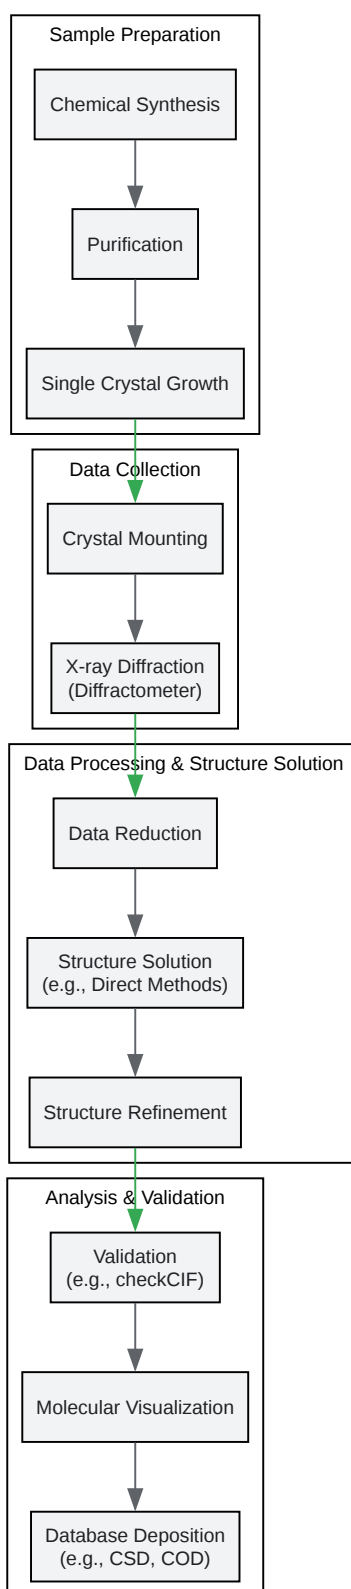 Sample Preparation
Chemical Synthesis
Purification
Single Crystal Growth
Data Collection
Crystal Mounting
X-ray Diffraction
(Diffractometer)
Data Processing & Structure Solution
Data Reduction
Structure Solution
(e.g., Direct Methods)
Structure Refinement
Analysis & Validation
Validation
(e.g., checkCIF)
Molecular Visualization
Database Deposition
(e.g., CSD, COD)